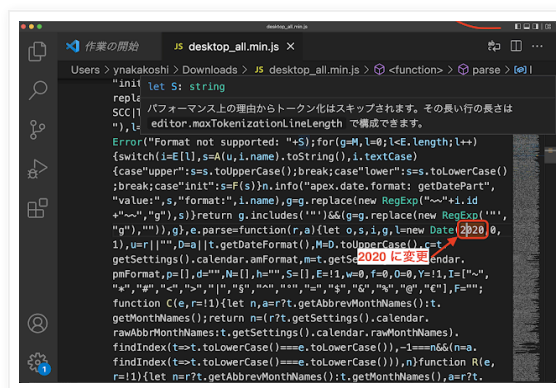 desktop_all.min.js
作業の開始
JS desktop_all.min.js ×
Users > ynakakoshi > Downloads > JS desktop_all.min.js > <function> > parse >
let S: string
パフォーマンス上の理由からトークン化はスキップされます。その長い行の長さは
editor.maxTokenizationLineLength で構成できます。
"init
repla
SCC|
"),l=
Error("Format not supported: "+S);for(g=M,l=0;l<E.length;l++)
{switch(i=E[l],s=A(u,i.name).toString(),i.textCase)
{case"upper":s=s.toUpperCase();break;case"lower":s=s.toLowerCase()
;break;case"init":s=F(s)}n.info("apex.date.format: getDatePart",
"value:",s,"format:",i.name),g=g.replace(new RegExp("~~"+i.id
+"~~","g"),s)}return g.includes('"')&&(g=g.replace(new RegExp('"',
"g"),"")),g},e.parse=function(r,a){let o,s,i,g,l=new Date(2020,0,
1),u=r||"",D=a||t.getDateFormat(),M=D.toUpperCase(),c=t.
getSettings().calendar.amFormat,m=t.getSe
lendar.
2020 に変更
pmFormat,p=[],d="",N=[],h="",S=[],E=!1,w=0,f=0,O=0,Y=!1,I=["~",
function C(e,r=!1){let n,a=r?t.getAbbrevMonthNames():t.
getMonthNames();return n=(r?t.getSettings().calendar.
rawAbbrMonthNames:t.getSettings().calendar.rawMonthNames).
findIndex(t=>t.toLowerCase()===e.toLowerCase()),-1===n&&(n=a.
findIndex(t=>t.toLowerCase()===e.toLowerCase())),n}function R(e,
r=!1){let n=r?t.getAbbrevMonthNames():t.getMonthNames(),a=r?t.
1